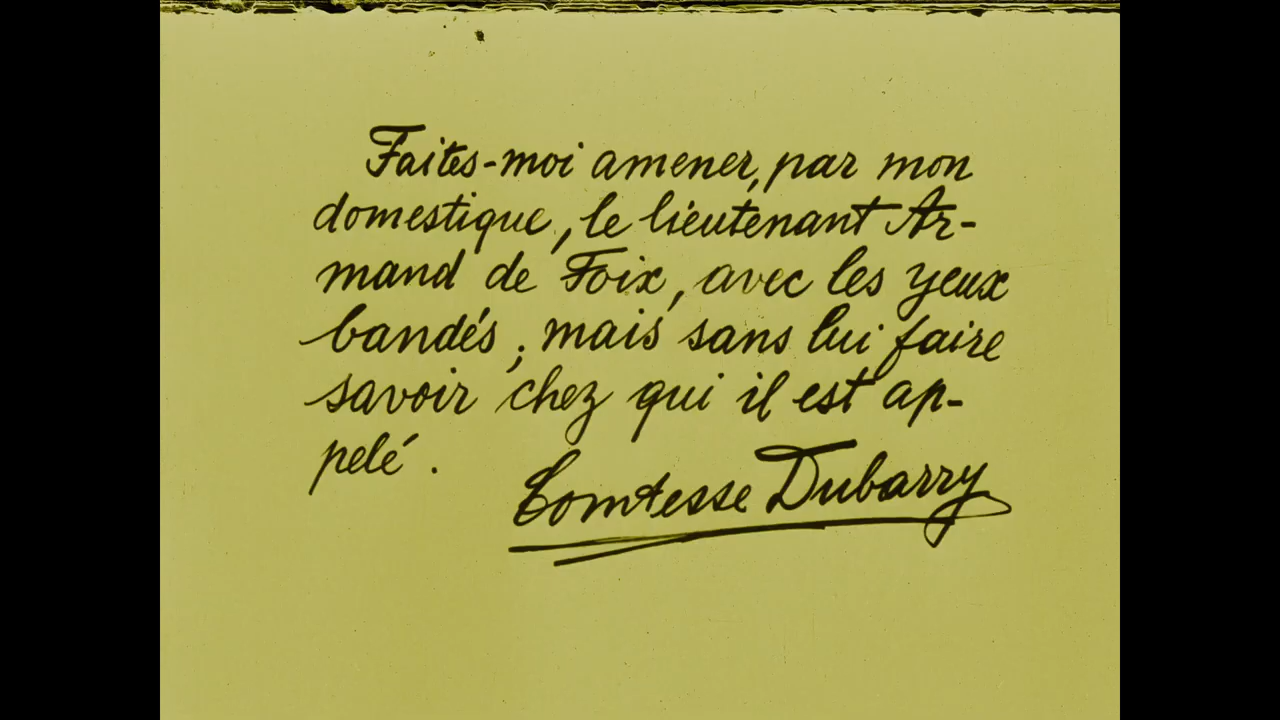 Faites-moi amener, par mon
domestique, le lieutenant Ar-
mand de Foix, avec les yeux
bandés; mais sans lui faire
savoir chez qui il est ap-
pelé.
Comtesse Dubarry